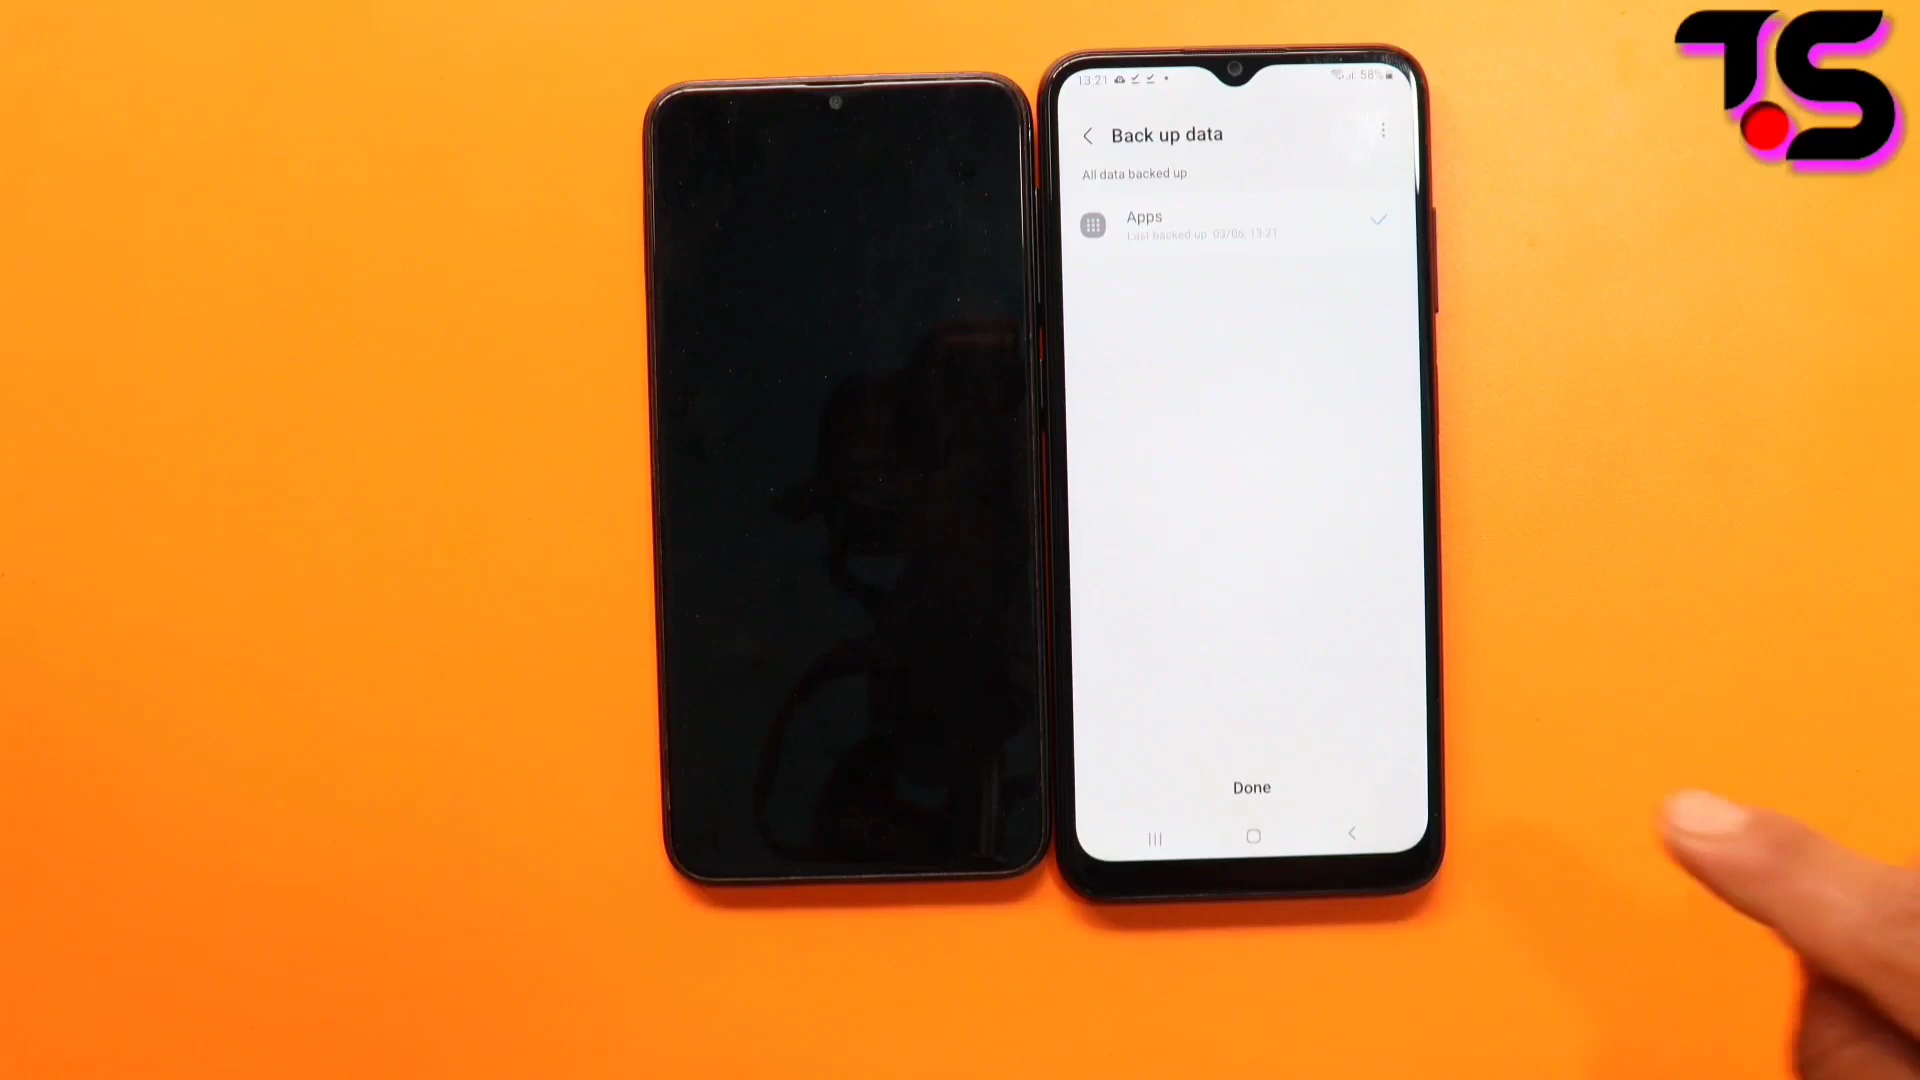 T.S
13:21
58%
Back up data
All data backed up
Apps
Last backed up 03/06, 13:21
Done